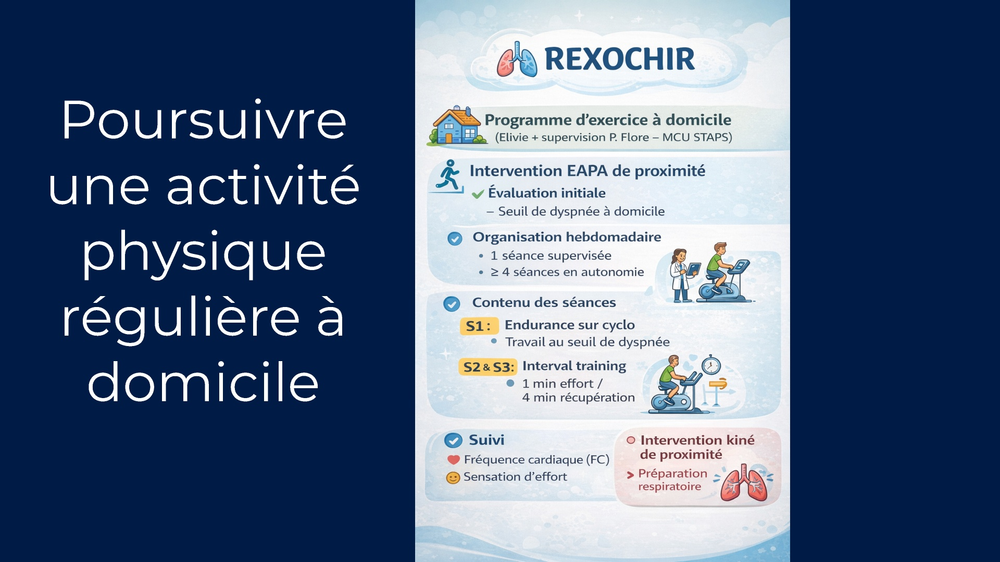 Poursuivre
une activité
physique
régulière à
domicile
REXOCHIR
Programme d'exercice à domicile
(Elivie + supervision P. Flore – MCU STAPS)
Intervention EAPA de proximité
✓ Évaluation initiale
– Seuil de dyspnée à domicile
Organisation hebdomadaire
• 1 séance supervisée
• ≥ 4 séances en autonomie
Contenu des séances
S1 : Endurance sur cyclo
• Travail au seuil de dyspnée
S2 & S3: Interval training
• 1 min effort /
4 min récupération
Suivi
Fréquence cardiaque (FC)
Sensation d'effort
Intervention kiné
de proximité
> Préparation
respiratoire